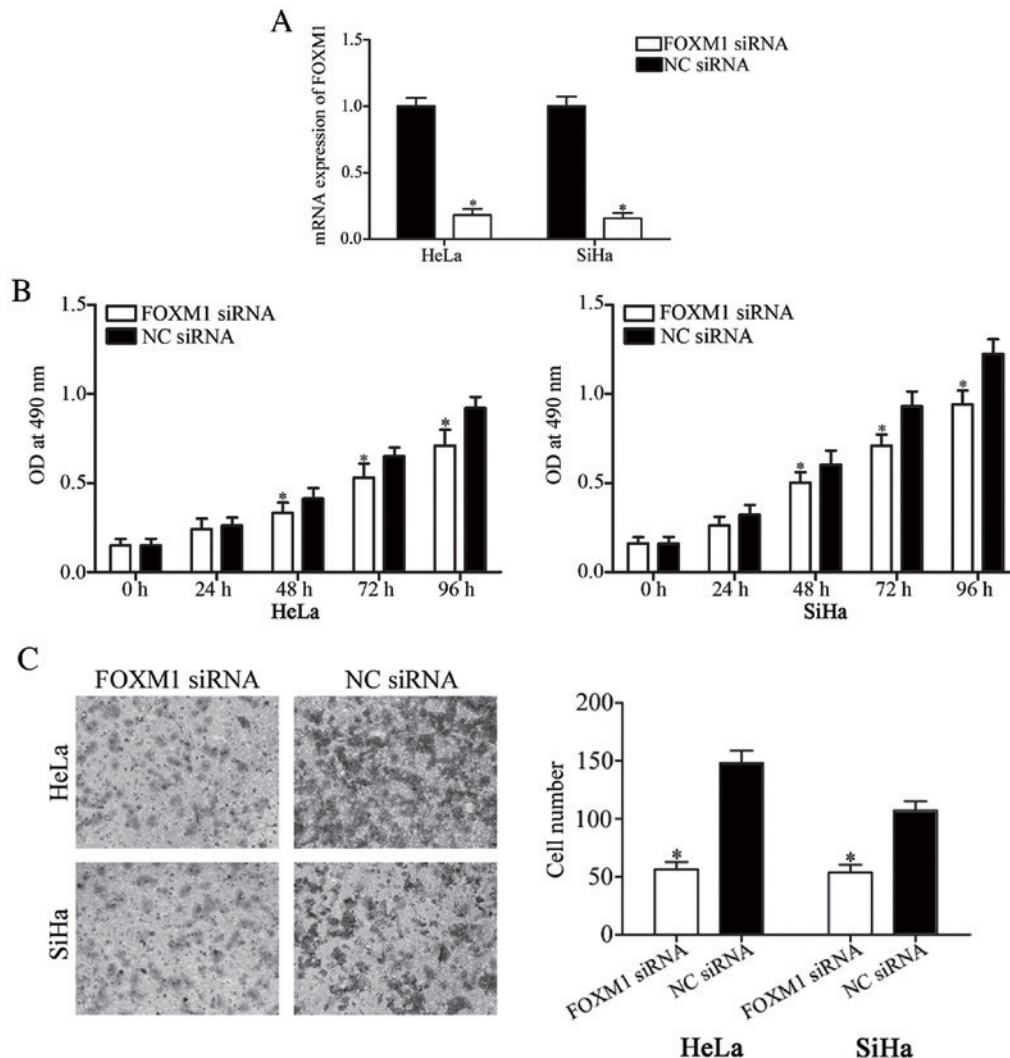 A
mRNA expression of FOXM1
1.5
1.0
0.5
0.0
FOXM1 siRNA
NC siRNA
*
*
HeLa
SiHa
B
OD at 490 nm
1.5
1.0
0.5
0.0
FOXM1 siRNA
NC siRNA
*
*
*
0 h
24 h
48 h
72 h
96 h
HeLa
OD at 490 nm
1.5
1.0
0.5
0.0
FOXM1 siRNA
NC siRNA
*
*
*
0 h
24 h
48 h
72 h
96 h
SiHa
C
FOXM1 siRNA
NC siRNA
HeLa
SiHa
Cell number
200
150
100
50
0
*
*
FOXM1 siRNA
NC siRNA
FOXM1 siRNA
NC siRNA
HeLa
SiHa